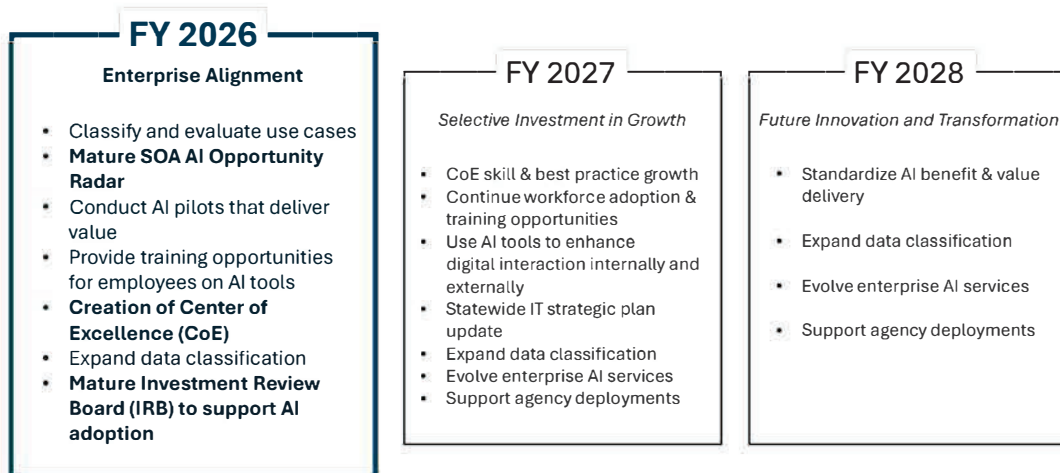 FY 2026
Enterprise Alignment
• Classify and evaluate use cases
• Mature SOA AI Opportunity
Radar
• Conduct AI pilots that deliver
value
• Provide training opportunities
for employees on AI tools
• Creation of Center of
Excellence (CoE)
• Expand data classification
• Mature Investment Review
Board (IRB) to support AI
adoption
FY 2027
Selective Investment in Growth
• CoE skill & best practice growth
• Continue workforce adoption &
training opportunities
• Use AI tools to enhance
digital interaction internally and
externally
• Statewide IT strategic plan
update
• Expand data classification
• Evolve enterprise AI services
• Support agency deployments
FY 2028
Future Innovation and Transformation
• Standardize AI benefit & value
delivery
• Expand data classification
• Evolve enterprise AI services
• Support agency deployments